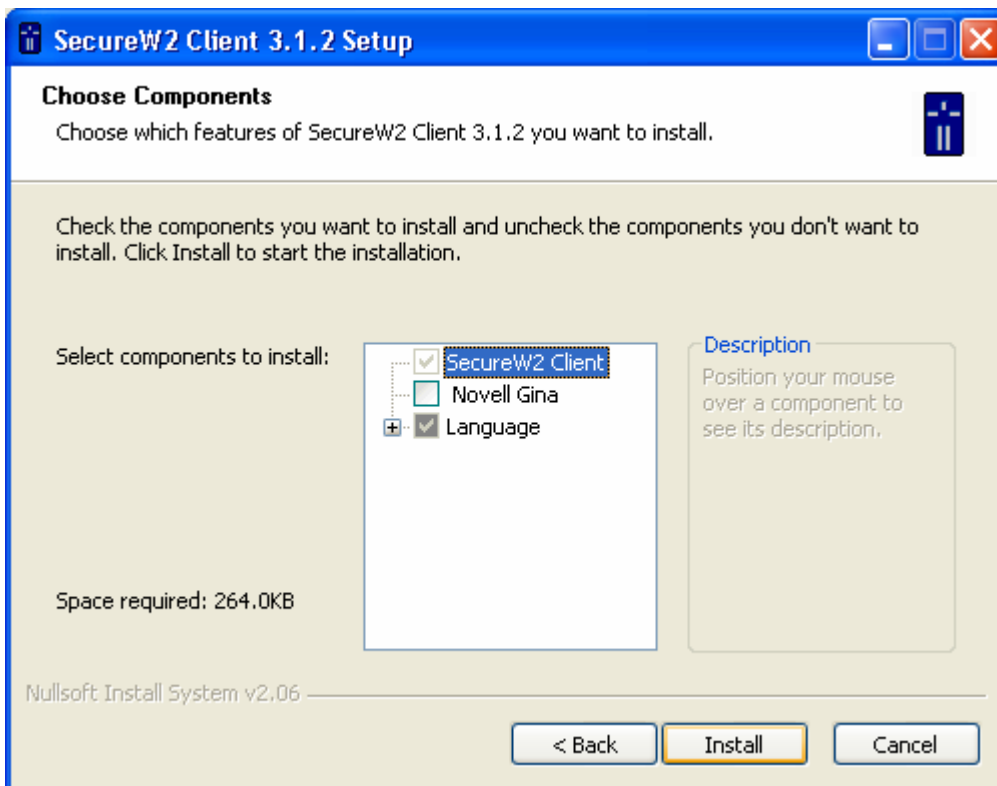 SecureW2 Client 3.1.2 Setup
Choose Components
Choose which features of SecureW2 Client 3.1.2 you want to install.
Check the components you want to install and uncheck the components you don't want to
install. Click Install to start the installation.
Select components to install:
SecureW2 Client
Novell Gina
Language
Description
Position your mouse
over a component to
see its description.
Space required: 264.0KB
Nullsoft Install System v2.06
< Back
Install
Cancel